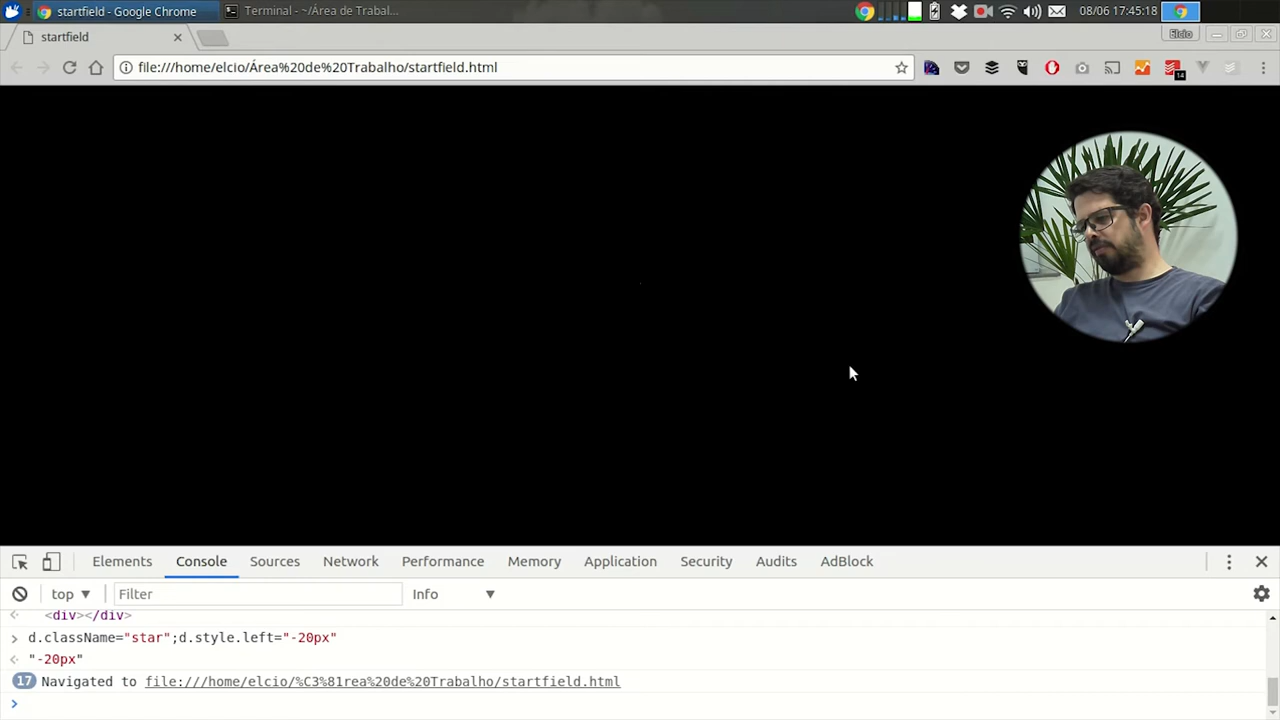 startfield - Google Chrome
Terminal - ~/Área de Trabal...
08/06 17:45:18
startfield
Elcio
file:///home/elcio/Área%20de%20Trabalho/startfield.html
14
Elements Console Sources Network Performance Memory Application Security Audits AdBlock
top ▼ Filter Info ▼
<div></div>
d.className="star";d.style.left="-20px"
"-20px"
17 Navigated to file:///home/elcio/%C3%81rea%20de%20Trabalho/startfield.html